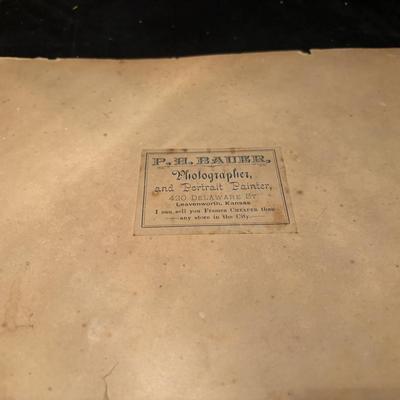 P. H. BAUER,
Photographer,
and Portrait Painter,
430 DELAWARE ST
Leavenworth, Kansas
I can sell you Frames CHEAPER than
any store in the City.